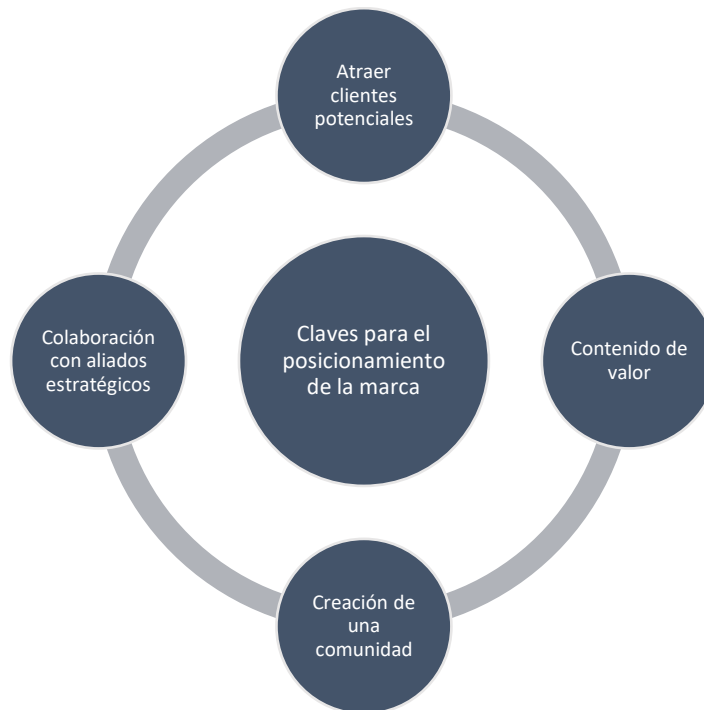 Atraer
clientes
potenciales
Colaboración
con aliados
estratégicos
Claves para el
posicionamiento
de la marca
Contenido de
valor
Creación de
una
comunidad